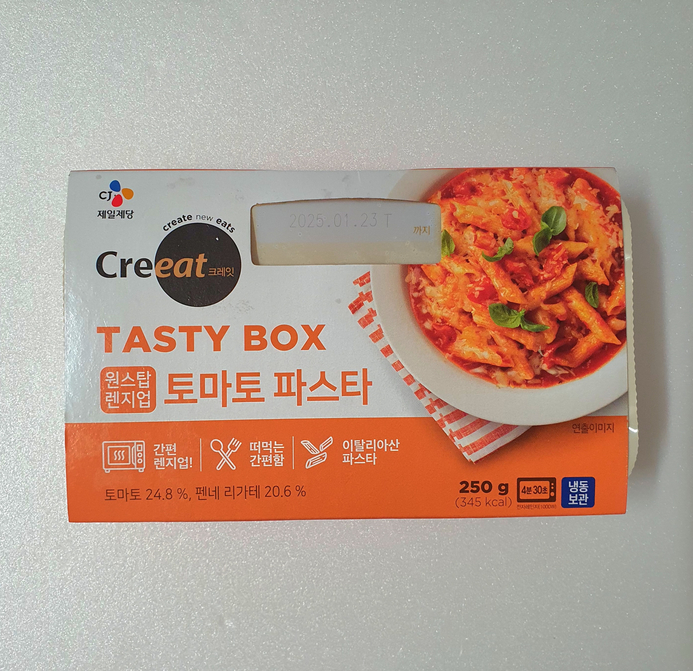 CJ
제일제당
create new eats
Creeat 크레잇
2025.01.23 T
까지
TASTY BOX
원스탑
렌지업
토마토 파스타
연출이미지
간편
렌지업!
떠먹는
간편함
이탈리아산
파스타
토마토 24.8 %, 펜네 리가테 20.6 %
250 g
(345 kcal)
4분 30초
냉동
보관